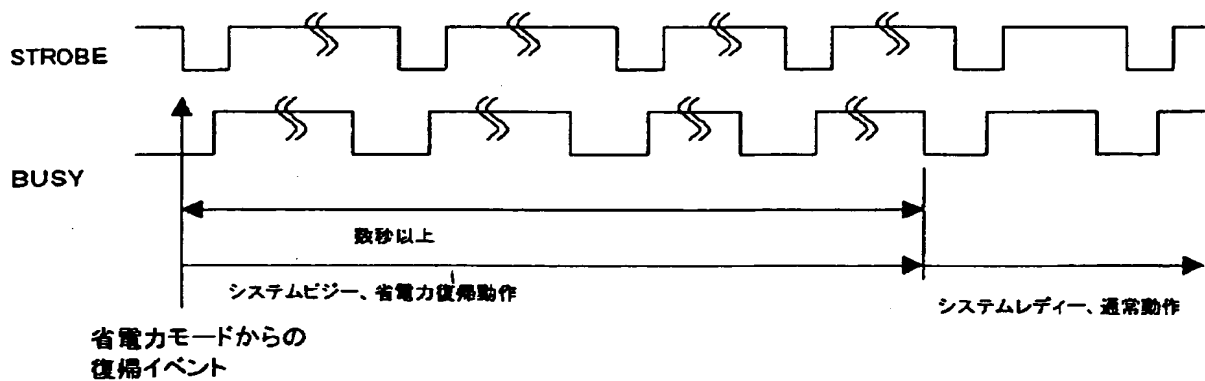 STROBE
BUSY
数秒以上
システムビジー、省電力復帰動作
システムレディー、通常動作
省電力モードからの
復帰イベント